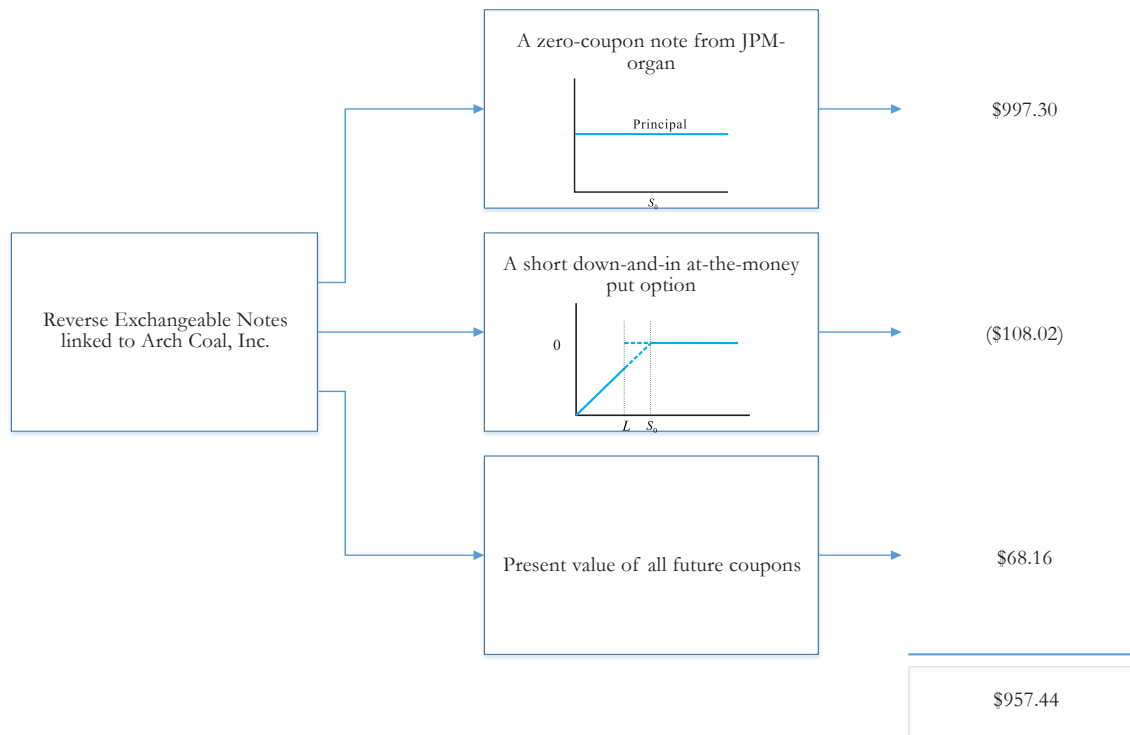 A zero-coupon note from JPM-
organ
Principal
S0
$997.30
Reverse Exchangeable Notes
linked to Arch Coal, Inc.
A short down-and-in at-the-money
put option
0
L
S0
($108.02)
Present value of all future coupons
$68.16
$957.44